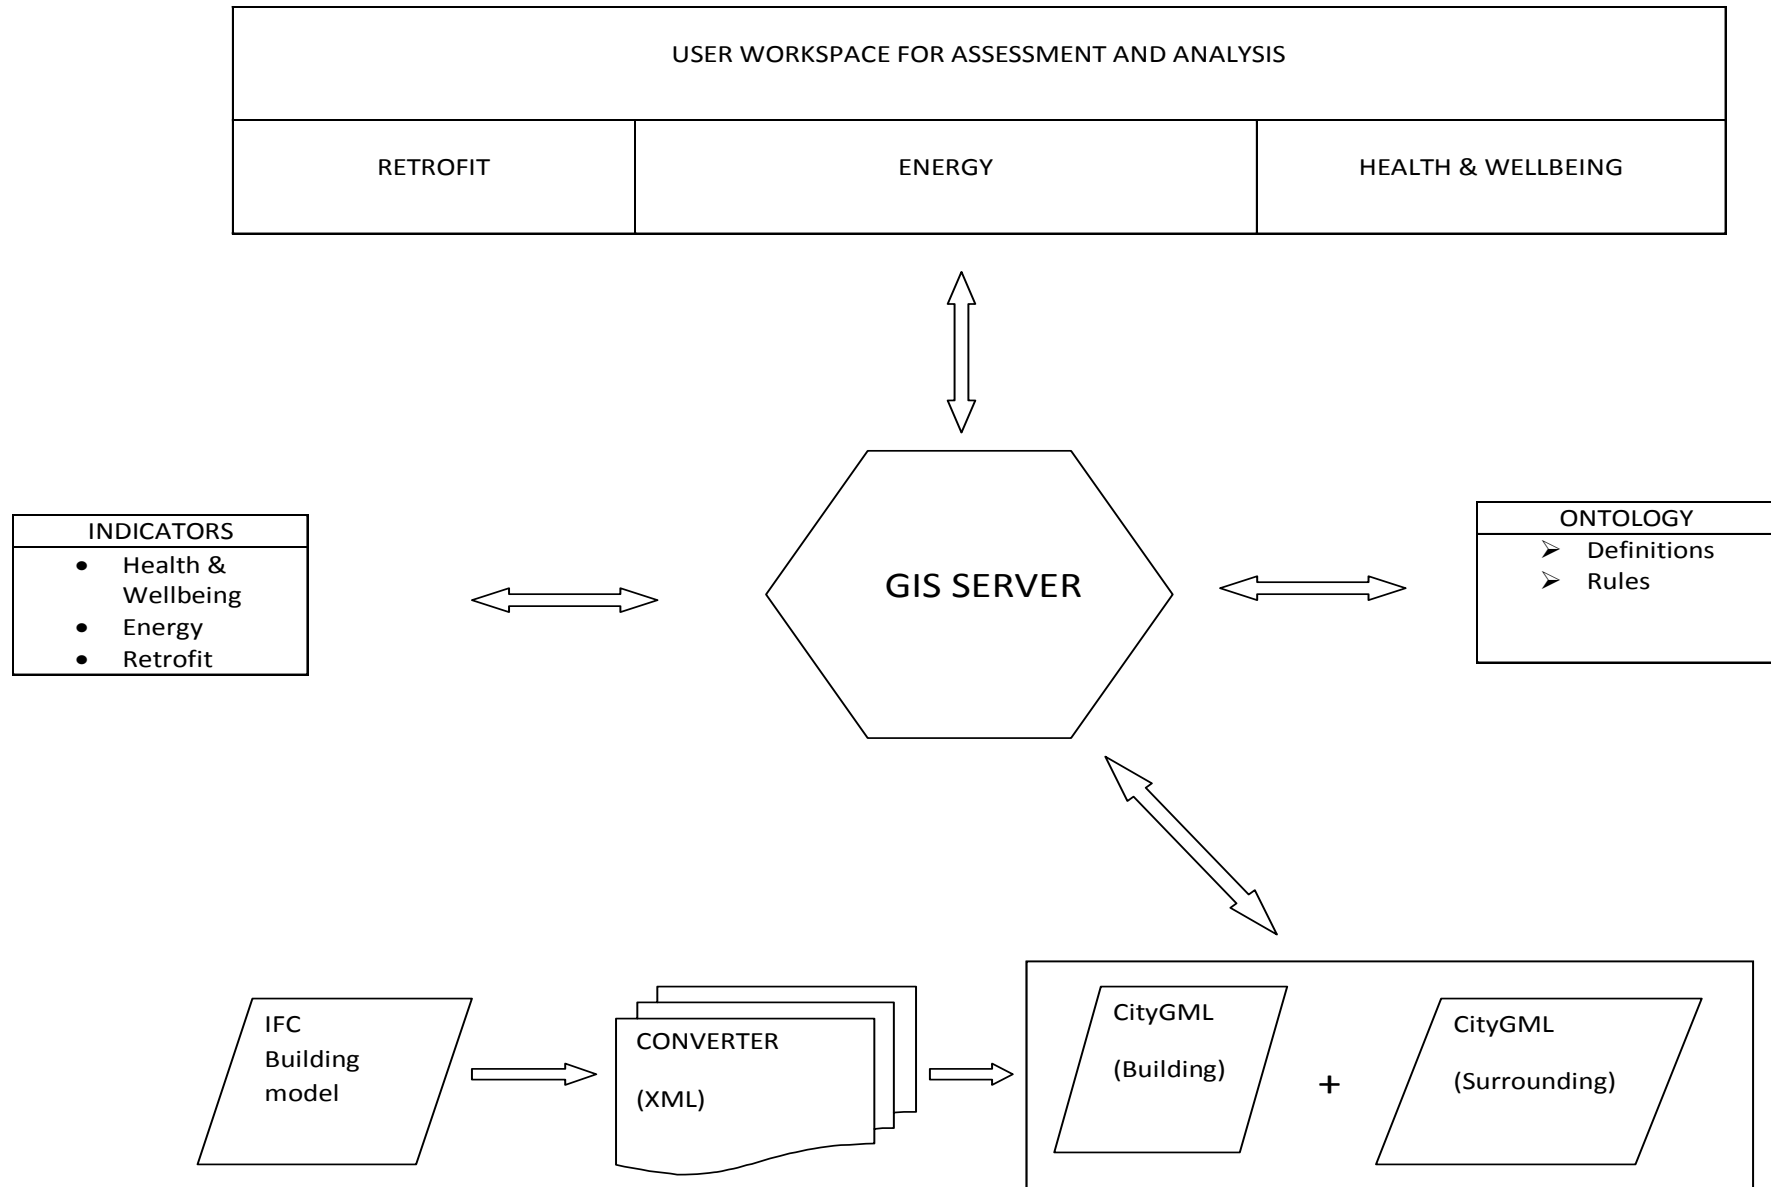 USER WORKSPACE FOR ASSESSMENT AND ANALYSIS
RETROFIT
ENERGY
HEALTH & WELLBEING
INDICATORS
• Health &
Wellbeing
• Energy
• Retrofit
GIS SERVER
ONTOLOGY
➢ Definitions
➢ Rules
IFC
Building
model
CONVERTER
(XML)
CityGML
(Building)
+
CityGML
(Surrounding)